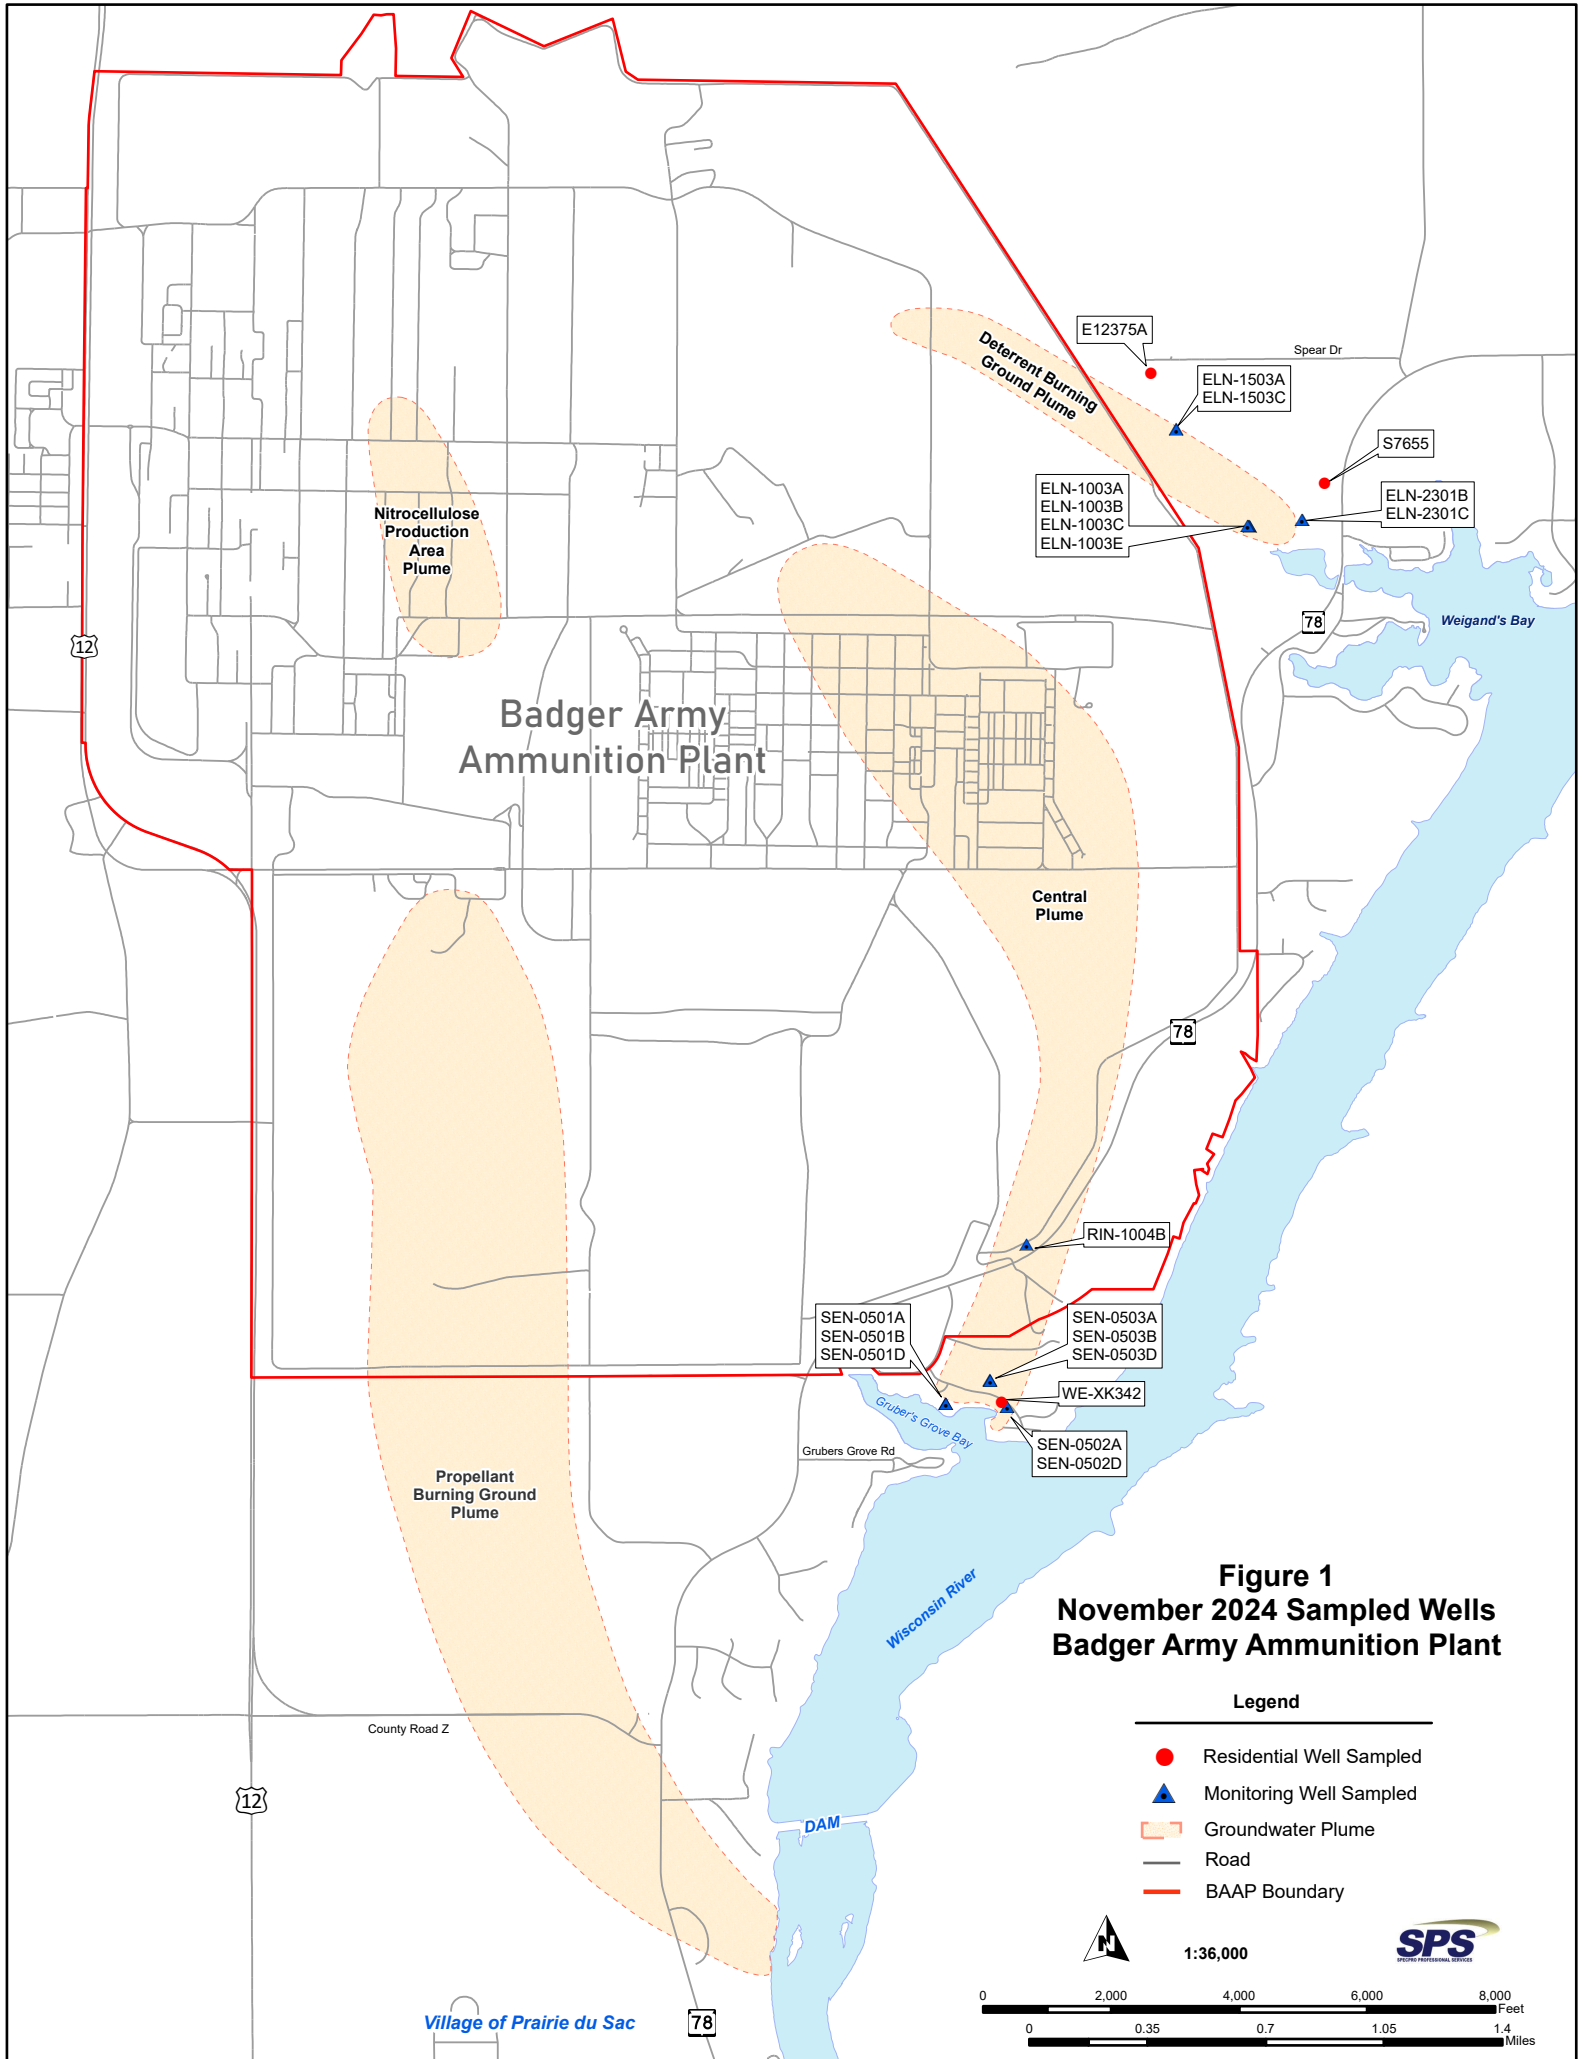 E12375A
Spear Dr
Deterrent Burning
Ground Plume
ELN-1503A
ELN-1503C
S7655
ELN-1003A
ELN-1003B
ELN-1003C
ELN-1003E
ELN-2301B
ELN-2301C
Nitrocellulose
Production
Area
Plume
78
Weigand's Bay
12
Badger Army
Ammunition Plant
Central
Plume
78
RIN-1004B
SEN-0501A
SEN-0501B
SEN-0501D
SEN-0503A
SEN-0503B
SEN-0503D
WE-XK342
Gruber's Grove Bay
SEN-0502A
SEN-0502D
Grubers Grove Rd
Propellant
Burning Ground
Plume
Wisconsin River
Figure 1
November 2024 Sampled Wells
Badger Army Ammunition Plant
Legend
County Road Z
Residential Well Sampled
12
Monitoring Well Sampled
DAM
Groundwater Plume
Road
BAAP Boundary
N
1:36,000
SPS
SPECPRO PROFESSIONAL SERVICES
0 2,000 4,000 6,000 8,000
Feet
Village of Prairie du Sac
78
0 0.35 0.7 1.05 1.4
Miles